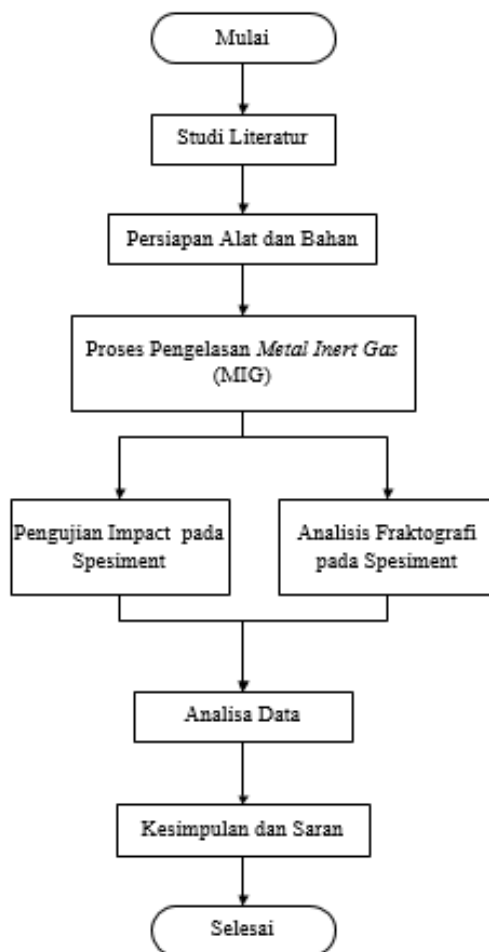 Mulai
Studi Literatur
Persiapan Alat dan Bahan
Proses Pengelasan Metal Inert Gas
(MIG)
Pengujian Impact pada
Spesiment
Analisis Fraktografi
pada Spesiment
Analisa Data
Kesimpulan dan Saran
Selesai